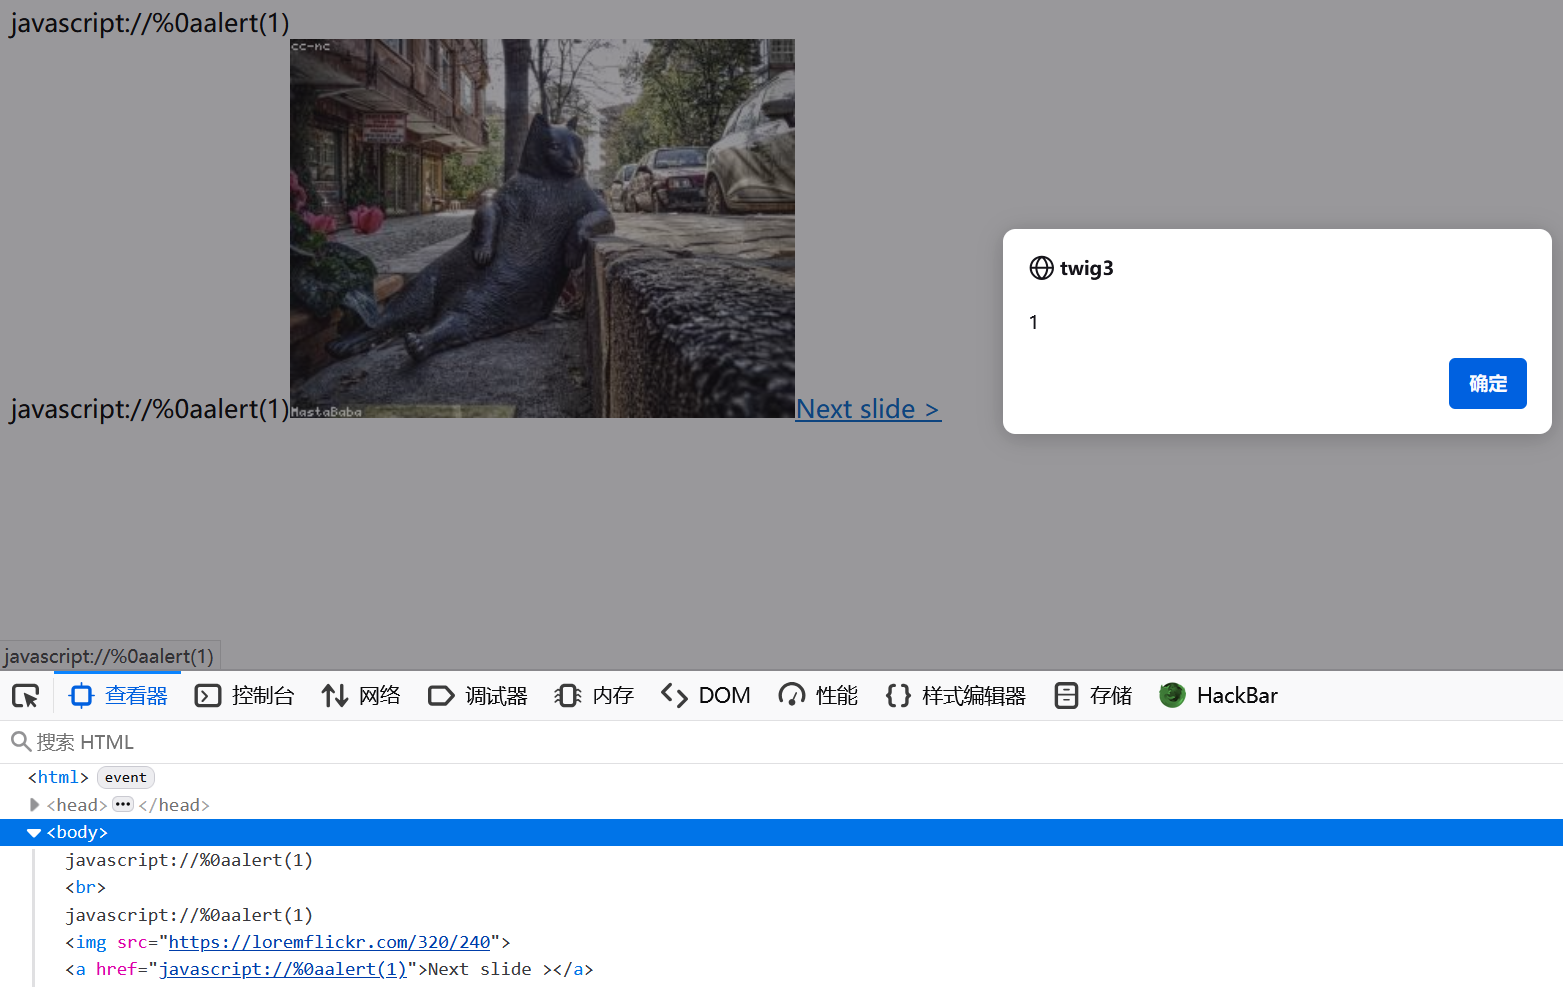 javascript://%0aalert(1)
cc-nc
MastaBaba
javascript://%0aalert(1)
Next slide >
twig3
1
确定
javascript://%0aalert(1)
查看器 控制台 网络 调试器 内存 DOM 性能 样式编辑器 存储 HackBar
搜索 HTML
<html> event
<head> ••• </head>
<body>
javascript://%0aalert(1)
<br>
javascript://%0aalert(1)
<img src="https://loremflickr.com/320/240">
<a href="javascript://%0aalert(1)">Next slide ></a>